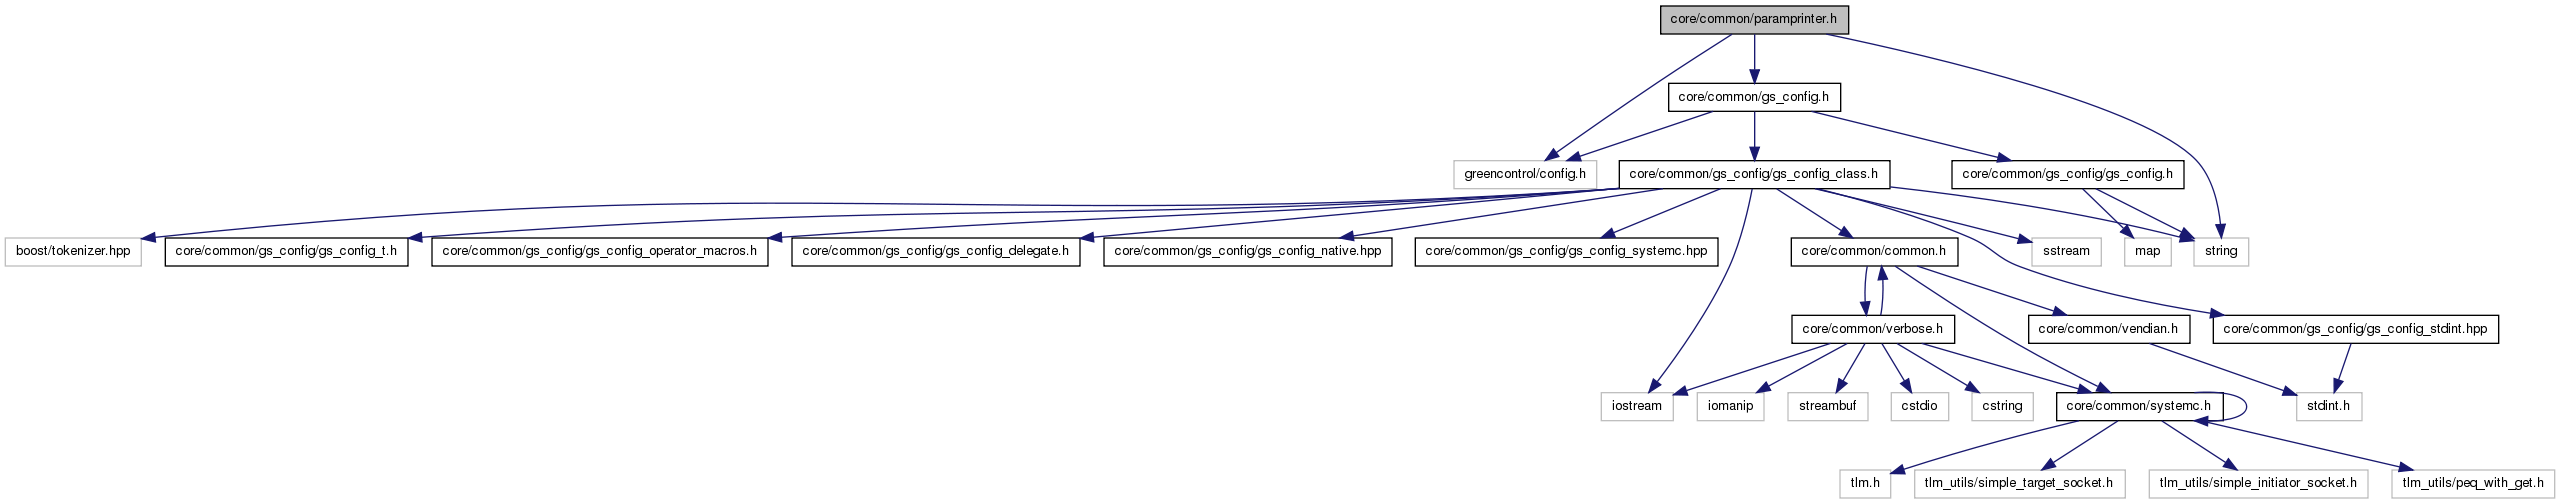 core/common/paramprinter.h
core/common/gs_config.h
greencontrol/config.h
core/common/gs_config/gs_config_class.h
core/common/gs_config/gs_config.h
boost/tokenizer.hpp
core/common/gs_config/gs_config_t.h
core/common/gs_config/gs_config_operator_macros.h
core/common/gs_config/gs_config_delegate.h
core/common/gs_config/gs_config_native.hpp
core/common/gs_config/gs_config_systemc.hpp
core/common/common.h
sstream
map
string
core/common/verbose.h
core/common/vendian.h
core/common/gs_config/gs_config_stdint.hpp
iostream
iomanip
streambuf
cstdio
cstring
core/common/systemc.h
stdint.h
tlm.h
tlm_utils/simple_target_socket.h
tlm_utils/simple_initiator_socket.h
tlm_utils/peq_with_get.h